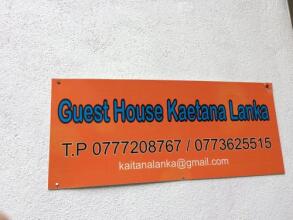 Guest House Kaetana Lanka
T.P 0777208767 / 0773625515
kaitanalanka@gmail.com